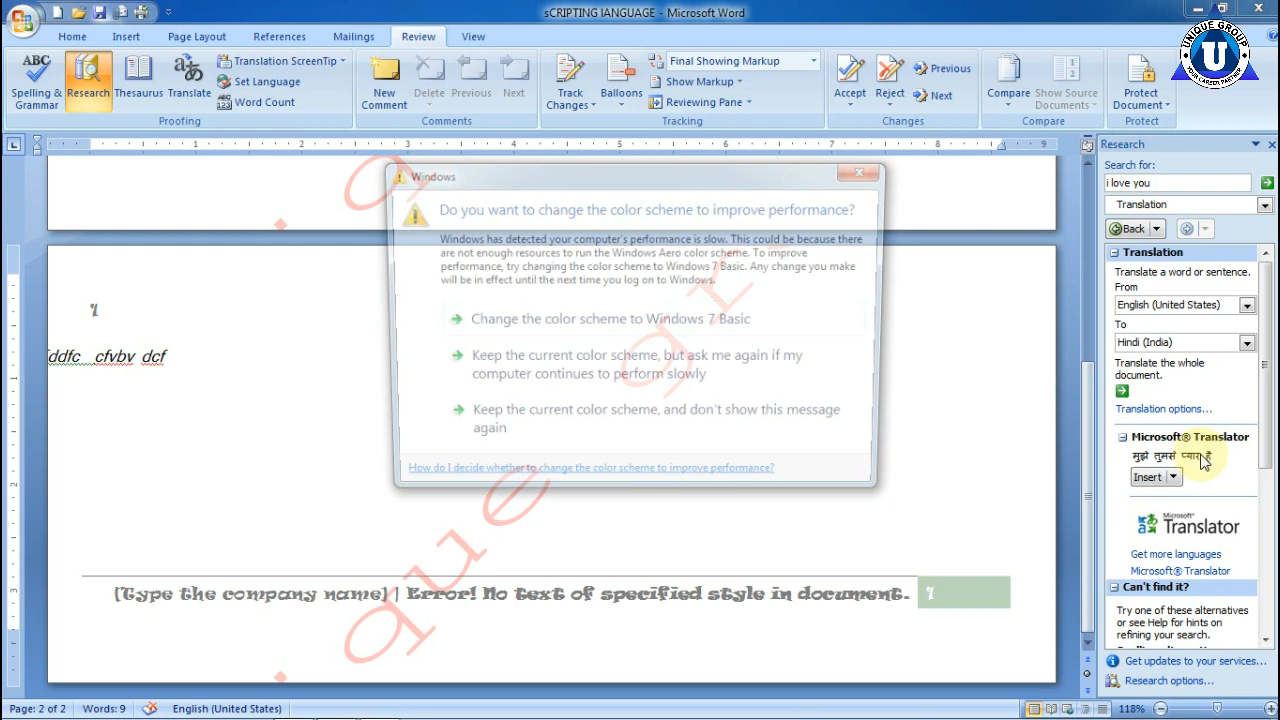 sCRIPTING lANGUAGE - Microsoft Word
Home Insert Page Layout References Mailings Review View
UNIQUE GROUP
U
ABC
Spelling & Grammar
Research
Thesaurus
Translate
Translation ScreenTip
Set Language
Word Count
Proofing
New Comment
Delete
Previous
Next
Comments
Track Changes
Balloons
Final Showing Markup
Show Markup
Reviewing Pane
Tracking
Accept
Reject
Previous
Next
Changes
Compare
Show Source Documents
Compare
Protect Document
Protect
1 2 3 4 5 6 7 8 9
Windows
Do you want to change the color scheme to improve performance?
Windows has detected your computer's performance is slow. This could be because there
are not enough resources to run the Windows Aero color scheme. To improve
performance, try changing the color scheme to Windows 7 Basic. Any change you make
will be in effect until the next time you log on to Windows.
Change the color scheme to Windows 7 Basic
Keep the current color scheme, but ask me again if my
computer continues to perform slowly
Keep the current color scheme, and don't show this message
again
How do I decide whether to change the color scheme to improve performance?
ddfc cfvbv dcf
[Type the company name] | Error! No text of specified style in document.
Research
Search for:
i love you
Translation
Back
Translation
Translate a word or sentence.
From
English (United States)
To
Hindi (India)
Translate the whole
document.
Translation options...
Microsoft® Translator
मुझे तुमसे प्यार है
Insert
Microsoft®
Translator
Get more languages
Microsoft® Translator
Can't find it?
Try one of these alternatives
or see Help for hints on
refining your search.
Get updates to your services...
Research options...
Page: 2 of 2 Words: 9 English (United States) 118%